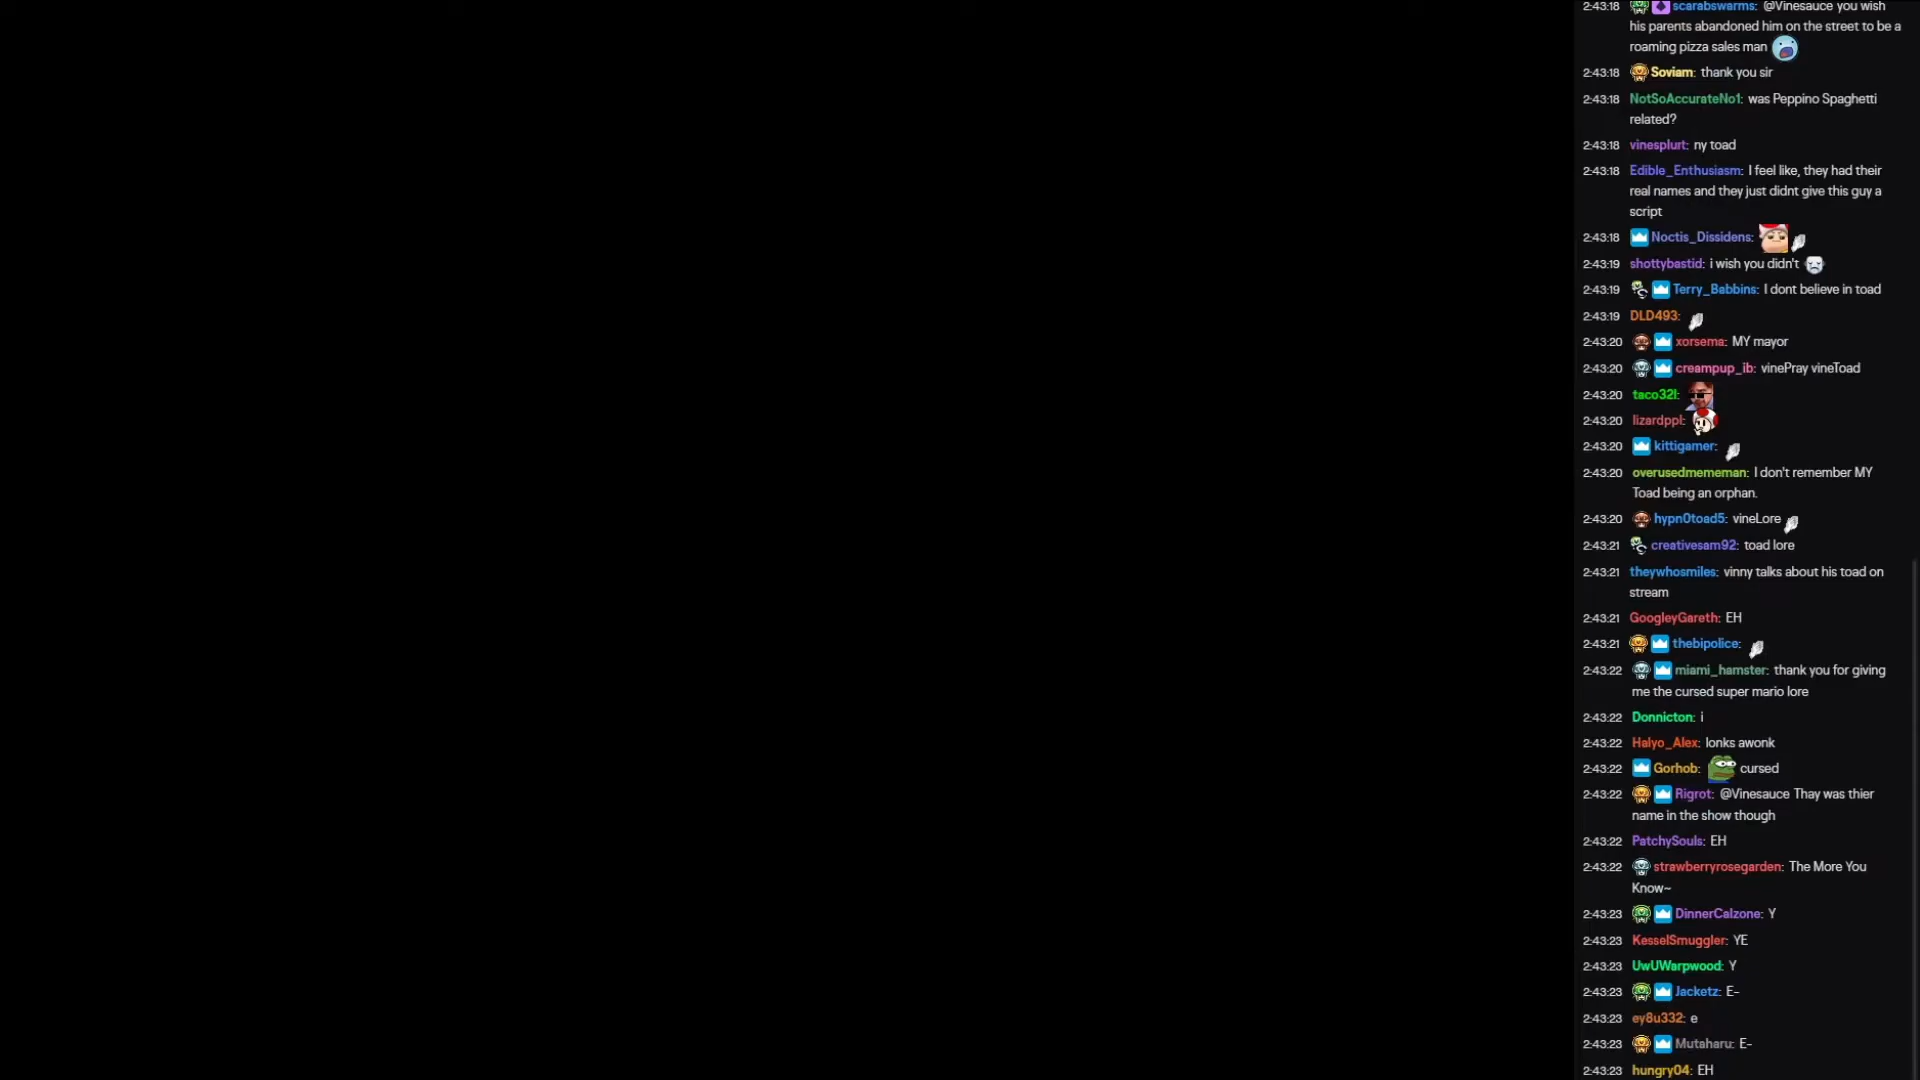 2:43:18 scarabswarms: @Vinesauce you wish
his parents abandoned him on the street to be a
roaming pizza sales man
2:43:18 Soviam: thank you sir
2:43:18 NotSoAccurateNo1: was Peppino Spaghetti
related?
2:43:18 vinesplurt: ny toad
2:43:18 Edible_Enthusiasm: I feel like, they had their
real names and they just didnt give this guy a
script
2:43:18 Noctis_Dissidens:
2:43:19 shottybastid: i wish you didn't
2:43:19 Terry_Babbins: I dont believe in toad
2:43:19 DLD493:
2:43:20 xorsema: MY mayor
2:43:20 creampup_ib: vinePray vineToad
2:43:20 taco32l:
2:43:20 lizardppl:
2:43:20 kittigamer:
2:43:20 overusedmememan: I don't remember MY
Toad being an orphan.
2:43:20 hypn0toad5: vineLore
2:43:21 creativesam92: toad lore
2:43:21 theywhosmiles: vinny talks about his toad on
stream
2:43:21 GoogleyGareth: EH
2:43:21 thebipolice:
2:43:22 miami_hamster: thank you for giving
me the cursed super mario lore
2:43:22 Donnicton: i
2:43:22 Halyo_Alex: lonks awonk
2:43:22 Gorhob: cursed
2:43:22 Rigrot: @Vinesauce Thay was thier
name in the show though
2:43:22 PatchySouls: EH
2:43:22 strawberryrosegarden: The More You
Know~
2:43:23 DinnerCalzone: Y
2:43:23 KesselSmuggler: YE
2:43:23 UwUWarpwood: Y
2:43:23 Jacketz: E-
2:43:23 ey8u332: e
2:43:23 Mutaharu: E-
2:43:23 hungry04: EH